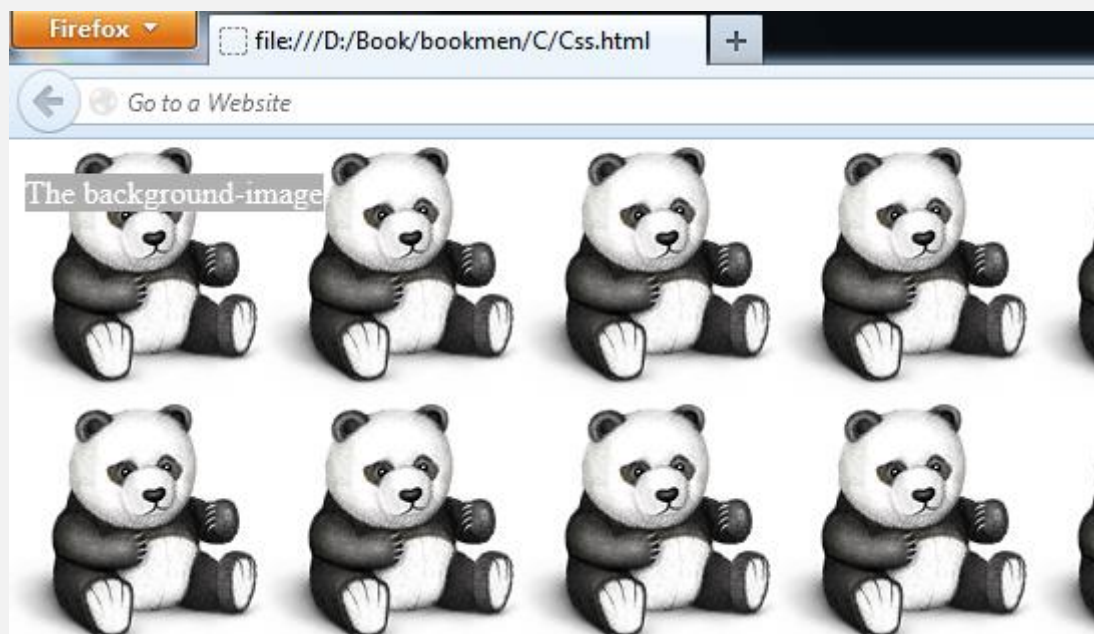 Firefox
file:///D:/Book/bookmen/C/Css.html
Go to a Website
The background-image